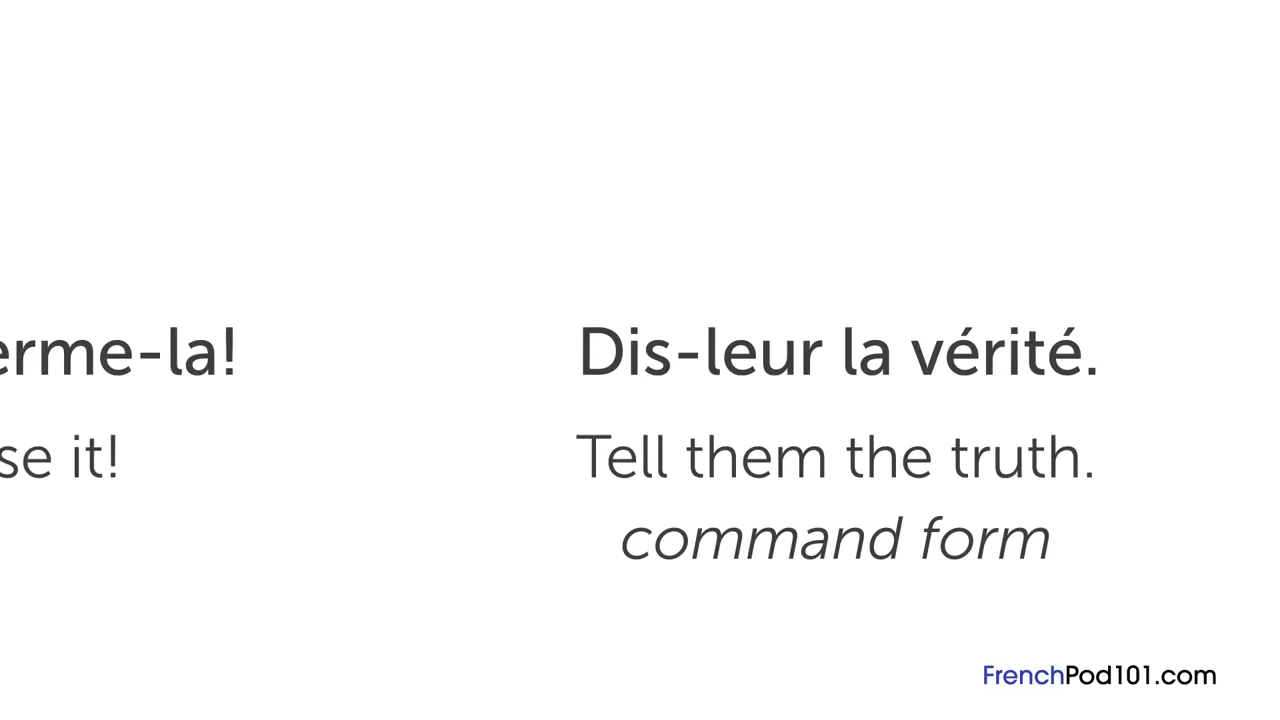 erme-la!
se it!
Dis-leur la vérité.
Tell them the truth.
command form
FrenchPod101.com